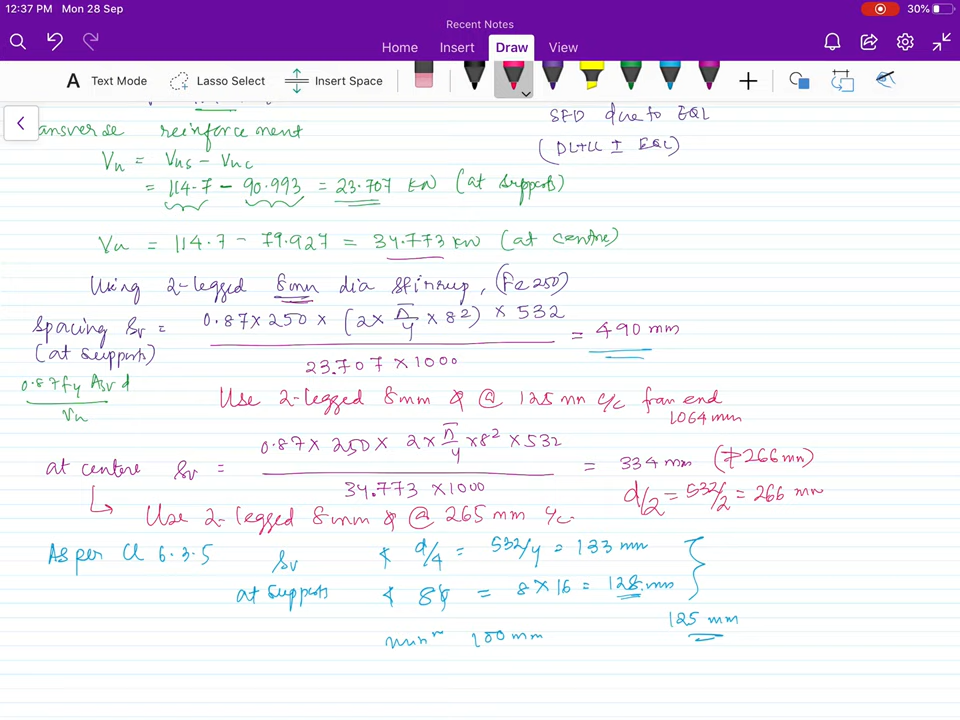 12:37 PM Mon 28 Sep 30%
Recent Notes
Home Insert Draw View
A Text Mode Lasso Select Insert Space
SFD due to EQL
(DL+LL ± EQL)
ansverse reinforcement
Vu = Vus - Vuc
= 114.7 - 90.993 = 23.707 kN (at supports)
Vu = 114.7 - 79.927 = 34.773 kN (at centre)
Using 2-legged 8mm dia stirrup, (Fe250)
Spacing Sv = 0.87 x 250 x (2 x π/4 x 8²) x 532 / 23.707 x 1000 = 490 mm
(at supports)
0.87 fy Asv d / Vu
Use 2-legged 8mm ϕ @ 125 mm c/c from end
1064 mm
at centre Sv = 0.87 x 250 x 2 x π/4 x 8² x 532 / 34.773 x 1000 = 334 mm (≯266 mm)
d/2 = 532/2 = 266 mm
Use 2-legged 8mm ϕ @ 265 mm c/c
As per Cl 6.3.5 Sv ≮ d/4 = 532/4 = 133 mm
at supports ≮ 8ϕ = 8 x 16 = 128 mm
125 mm
minm 100 mm